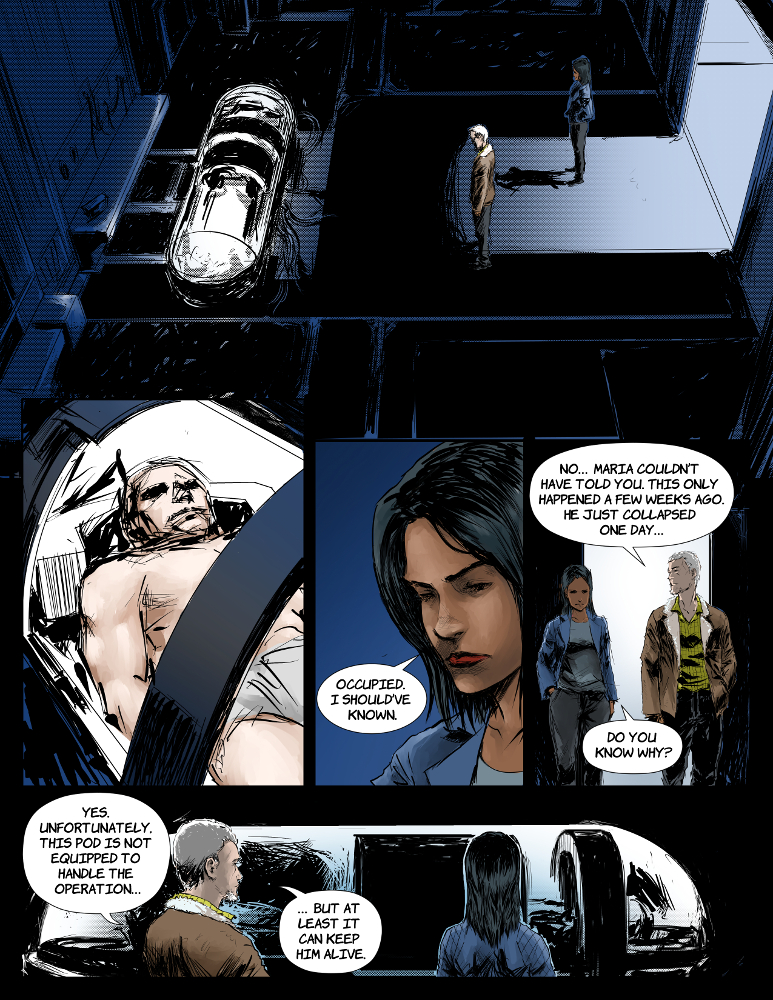 OCCUPIED.
I SHOULD'VE
KNOWN.
NO... MARIA COULDN'T
HAVE TOLD YOU. THIS ONLY
HAPPENED A FEW WEEKS AGO.
HE JUST COLLAPSED
ONE DAY...
DO YOU
KNOW WHY?
YES.
UNFORTUNATELY.
THIS POD IS NOT
EQUIPPED TO
HANDLE THE
OPERATION...
... BUT AT
LEAST IT
CAN KEEP
HIM ALIVE.